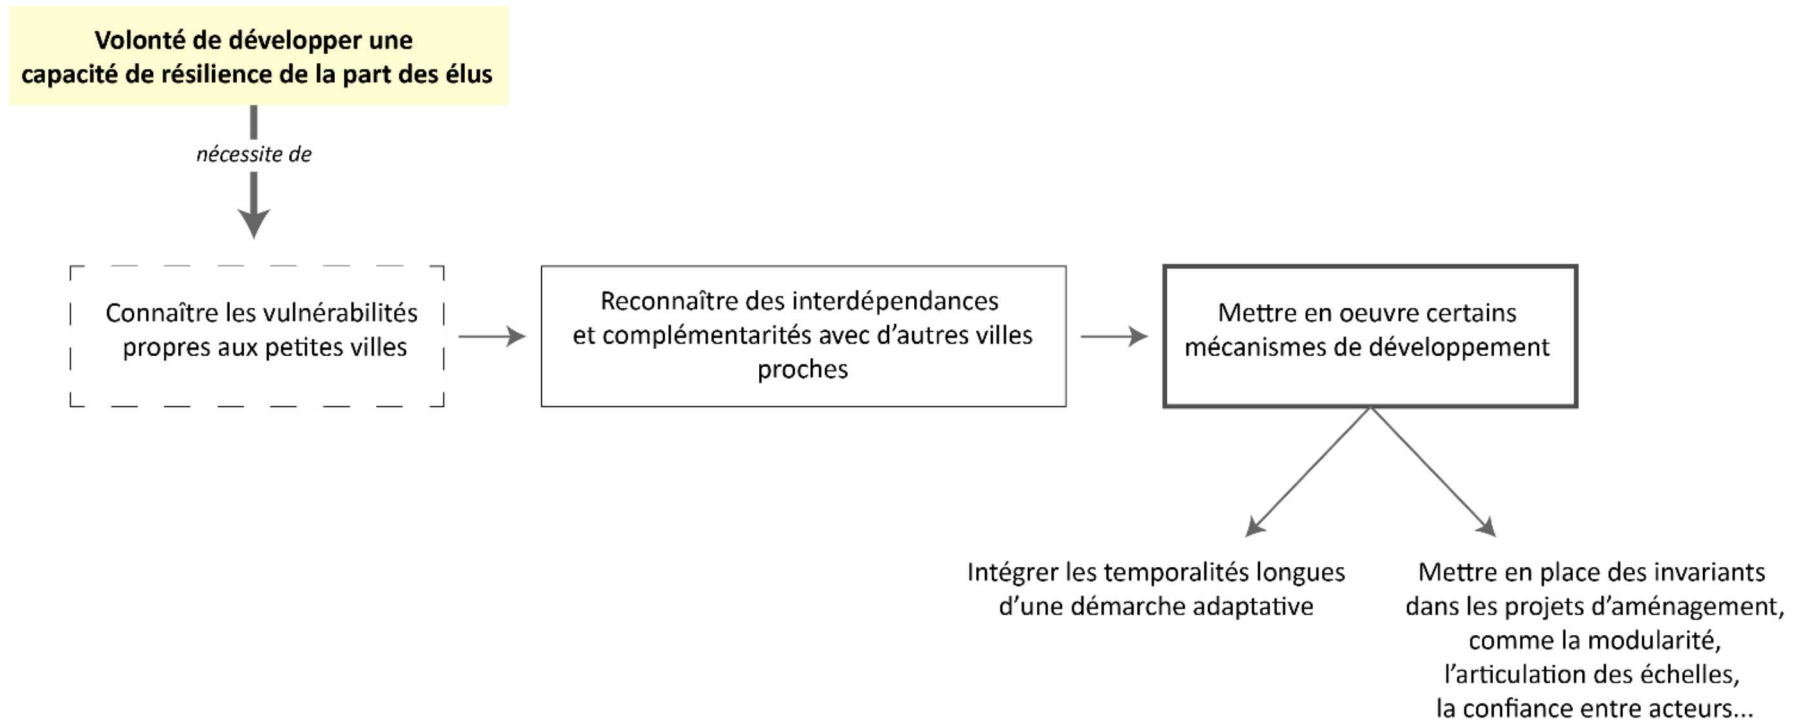 Volonté de développer une
capacité de résilience de la part des élus
nécessite de
Connaître les vulnérabilités
propres aux petites villes
Reconnaître des interdépendances
et complémentarités avec d'autres villes
proches
Mettre en oeuvre certains
mécanismes de développement
Intégrer les temporalités longues
d'une démarche adaptative
Mettre en place des invariants
dans les projets d'aménagement,
comme la modularité,
l'articulation des échelles,
la confiance entre acteurs...